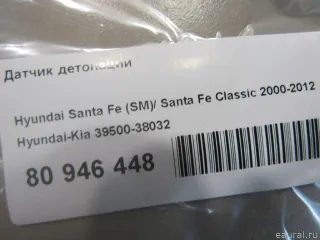 Датчик детонации
Hyundai Santa Fe (SM)/ Santa Fe Classic 2000-2012
Hyundai-Kia 39500-38032
80 946 448
eaural.ru